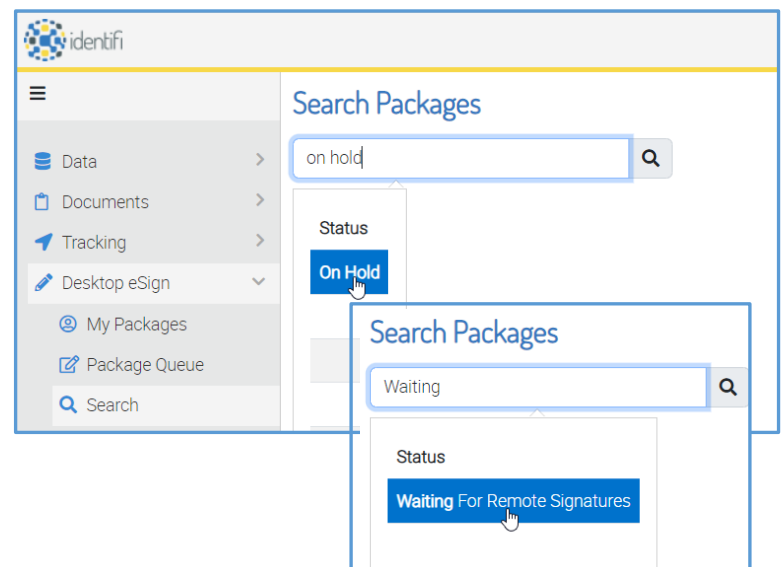 identifi
Search Packages
on hold
Data
Documents
Tracking
Desktop eSign
My Packages
Package Queue
Search
Status
On Hold
Search Packages
Waiting
Status
Waiting For Remote Signatures